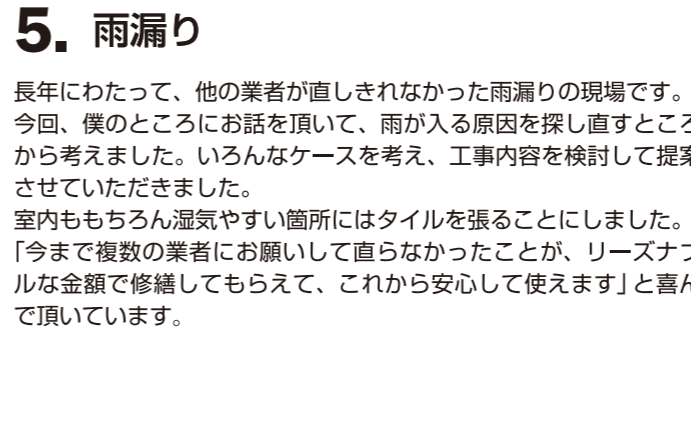 5. 雨漏り
長年にわたって、他の業者が直しきれなかった雨漏りの現場です。
今回、僕のところにお話を頂いて、雨が入る原因を探し直すところ
から考えました。いろんなケースを考え、工事内容を検討して提案
させていただきました。
室内ももちろん湿気やすい箇所にはタイルを張ることにしました。
「今まで複数の業者にお願いして直らなかったことが、リーズナブ
ルな金額で修繕してもらえて、これから安心して使えます」と喜ん
で頂いています。